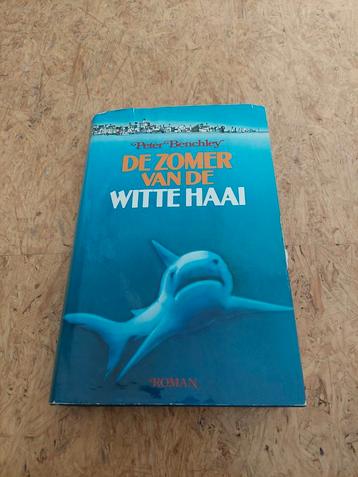 Peter Benchley
DE ZOMER
VAN DE
WITTE HAAI
ROMAN